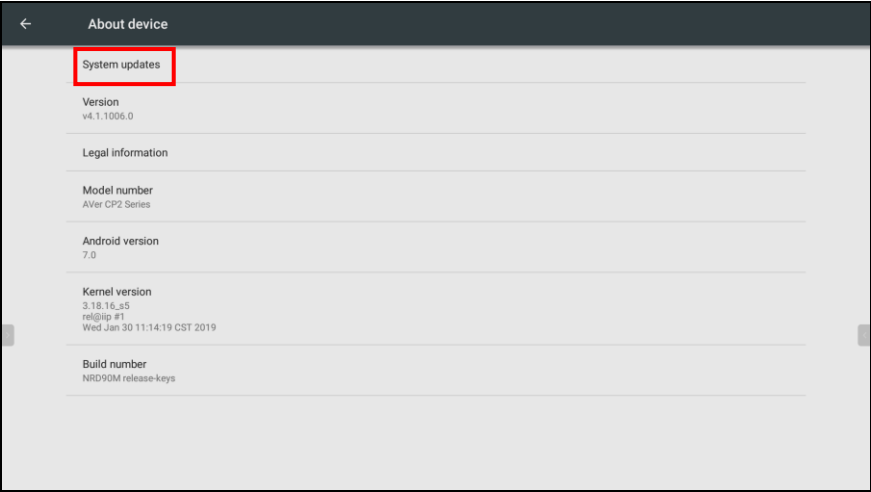 About device
System updates
Version
v4.1.1006.0
Legal information
Model number
AVer CP2 Series
Android version
7.0
Kernel version
3.18.16_s5
rel@iip #1
Wed Jan 30 11:14:19 CST 2019
Build number
NRD90M release-keys